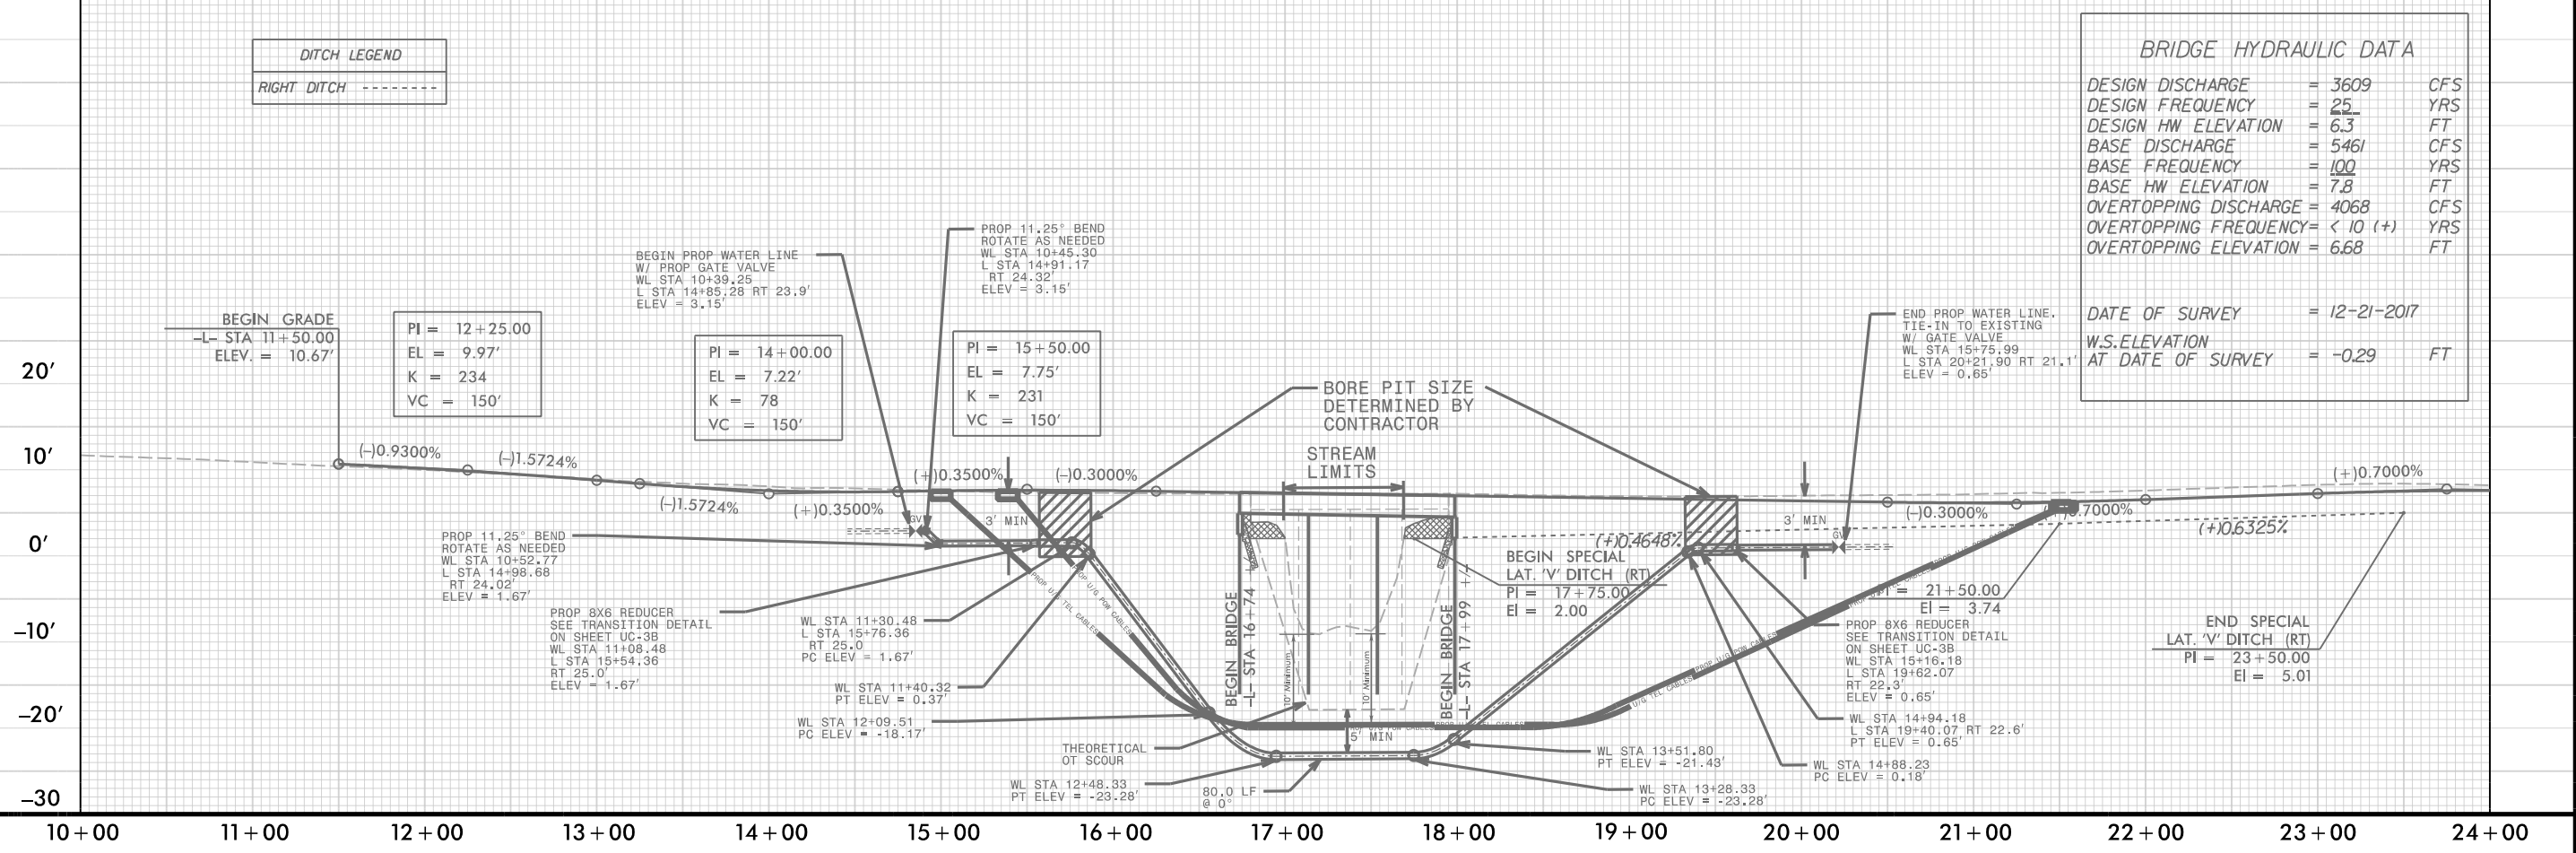 DITCH LEGEND
RIGHT DITCH
BRIDGE HYDRAULIC DATA
DESIGN DISCHARGE = 3609 CFS
DESIGN FREQUENCY = 25 YRS
DESIGN HW ELEVATION = 6.3 FT
BASE DISCHARGE = 5461 CFS
BASE FREQUENCY = 100 YRS
BASE HW ELEVATION = 7.8 FT
OVERTOPPING DISCHARGE = 4068 CFS
OVERTOPPING FREQUENCY= < 10 (+) YRS
OVERTOPPING ELEVATION = 6.68 FT
DATE OF SURVEY = 12-21-2017
W.S.ELEVATION
AT DATE OF SURVEY = -0.29 FT
BEGIN GRADE
-L- STA 11+50.00
ELEV. = 10.67'
PI = 12+25.00
EL = 9.97'
K = 234
VC = 150'
BEGIN PROP WATER LINE
W/ PROP GATE VALVE
WL STA 10+39.25
L STA 14+85.28 RT 23.9'
ELEV = 3.15'
PROP 11.25° BEND
ROTATE AS NEEDED
WL STA 10+45.30
L STA 14+91.17
RT 24.32'
ELEV = 3.15'
PI = 14+00.00
EL = 7.22'
K = 78
VC = 150'
PI = 15+50.00
EL = 7.75'
K = 231
VC = 150'
BORE PIT SIZE
DETERMINED BY
CONTRACTOR
STREAM
LIMITS
END PROP WATER LINE.
TIE-IN TO EXISTING
W/ GATE VALVE
WL STA 15+75.99
L STA 20+21.90 RT 21.1'
ELEV = 0.65'
(-)0.9300%
(-)1.5724%
(-)1.5724%
(+)0.3500%
(+)0.3500%
(-)0.3000%
(-)0.3000%
(+)0.7000%
(+)0.7000%
(+)0.4648%
(+)0.6325%
GV
3' MIN
3' MIN
GV
PROP 11.25° BEND
ROTATE AS NEEDED
WL STA 10+52.77
L STA 14+98.68
RT 24.02'
ELEV = 1.67'
PROP 8X6 REDUCER
SEE TRANSITION DETAIL
ON SHEET UC-3B
WL STA 11+08.48
L STA 15+54.36
RT 25.0'
ELEV = 1.67'
WL STA 11+30.48
L STA 15+76.36
RT 25.0'
PC ELEV = 1.67'
WL STA 11+40.32
PT ELEV = 0.37'
WL STA 12+09.51
PC ELEV = -18.17'
THEORETICAL
OT SCOUR
WL STA 12+48.33
PT ELEV = -23.28'
80.0 LF
@ 0°
5' MIN
10' Minimum
10' Minimum
BEGIN BRIDGE
-L- STA 16+74 +/-
BEGIN BRIDGE
-L- STA 17+99 +/-
PROP U/G TEL CABLES
PROP U/G POW CABLES
PROP U/G POW CABLES
U/G TEL CABLES
PROP U/G POW CABLES
BEGIN SPECIAL
LAT. 'V' DITCH (RT)
PI = 17+75.00
El = 2.00
WL STA 13+51.80
PT ELEV = -21.43'
WL STA 13+28.33
PC ELEV = -23.28'
WL STA 14+88.23
PC ELEV = 0.18'
WL STA 14+94.18
L STA 19+40.07 RT 22.6'
PT ELEV = 0.65'
PROP 8X6 REDUCER
SEE TRANSITION DETAIL
ON SHEET UC-3B
WL STA 15+16.18
L STA 19+62.07
RT 22.3'
ELEV = 0.65'
PI = 21+50.00
El = 3.74
END SPECIAL
LAT. 'V' DITCH (RT)
PI = 23+50.00
El = 5.01
20'
10'
0'
-10'
-20'
-30
10+00 11+00 12+00 13+00 14+00 15+00 16+00 17+00 18+00 19+00 20+00 21+00 22+00 23+00 24+00